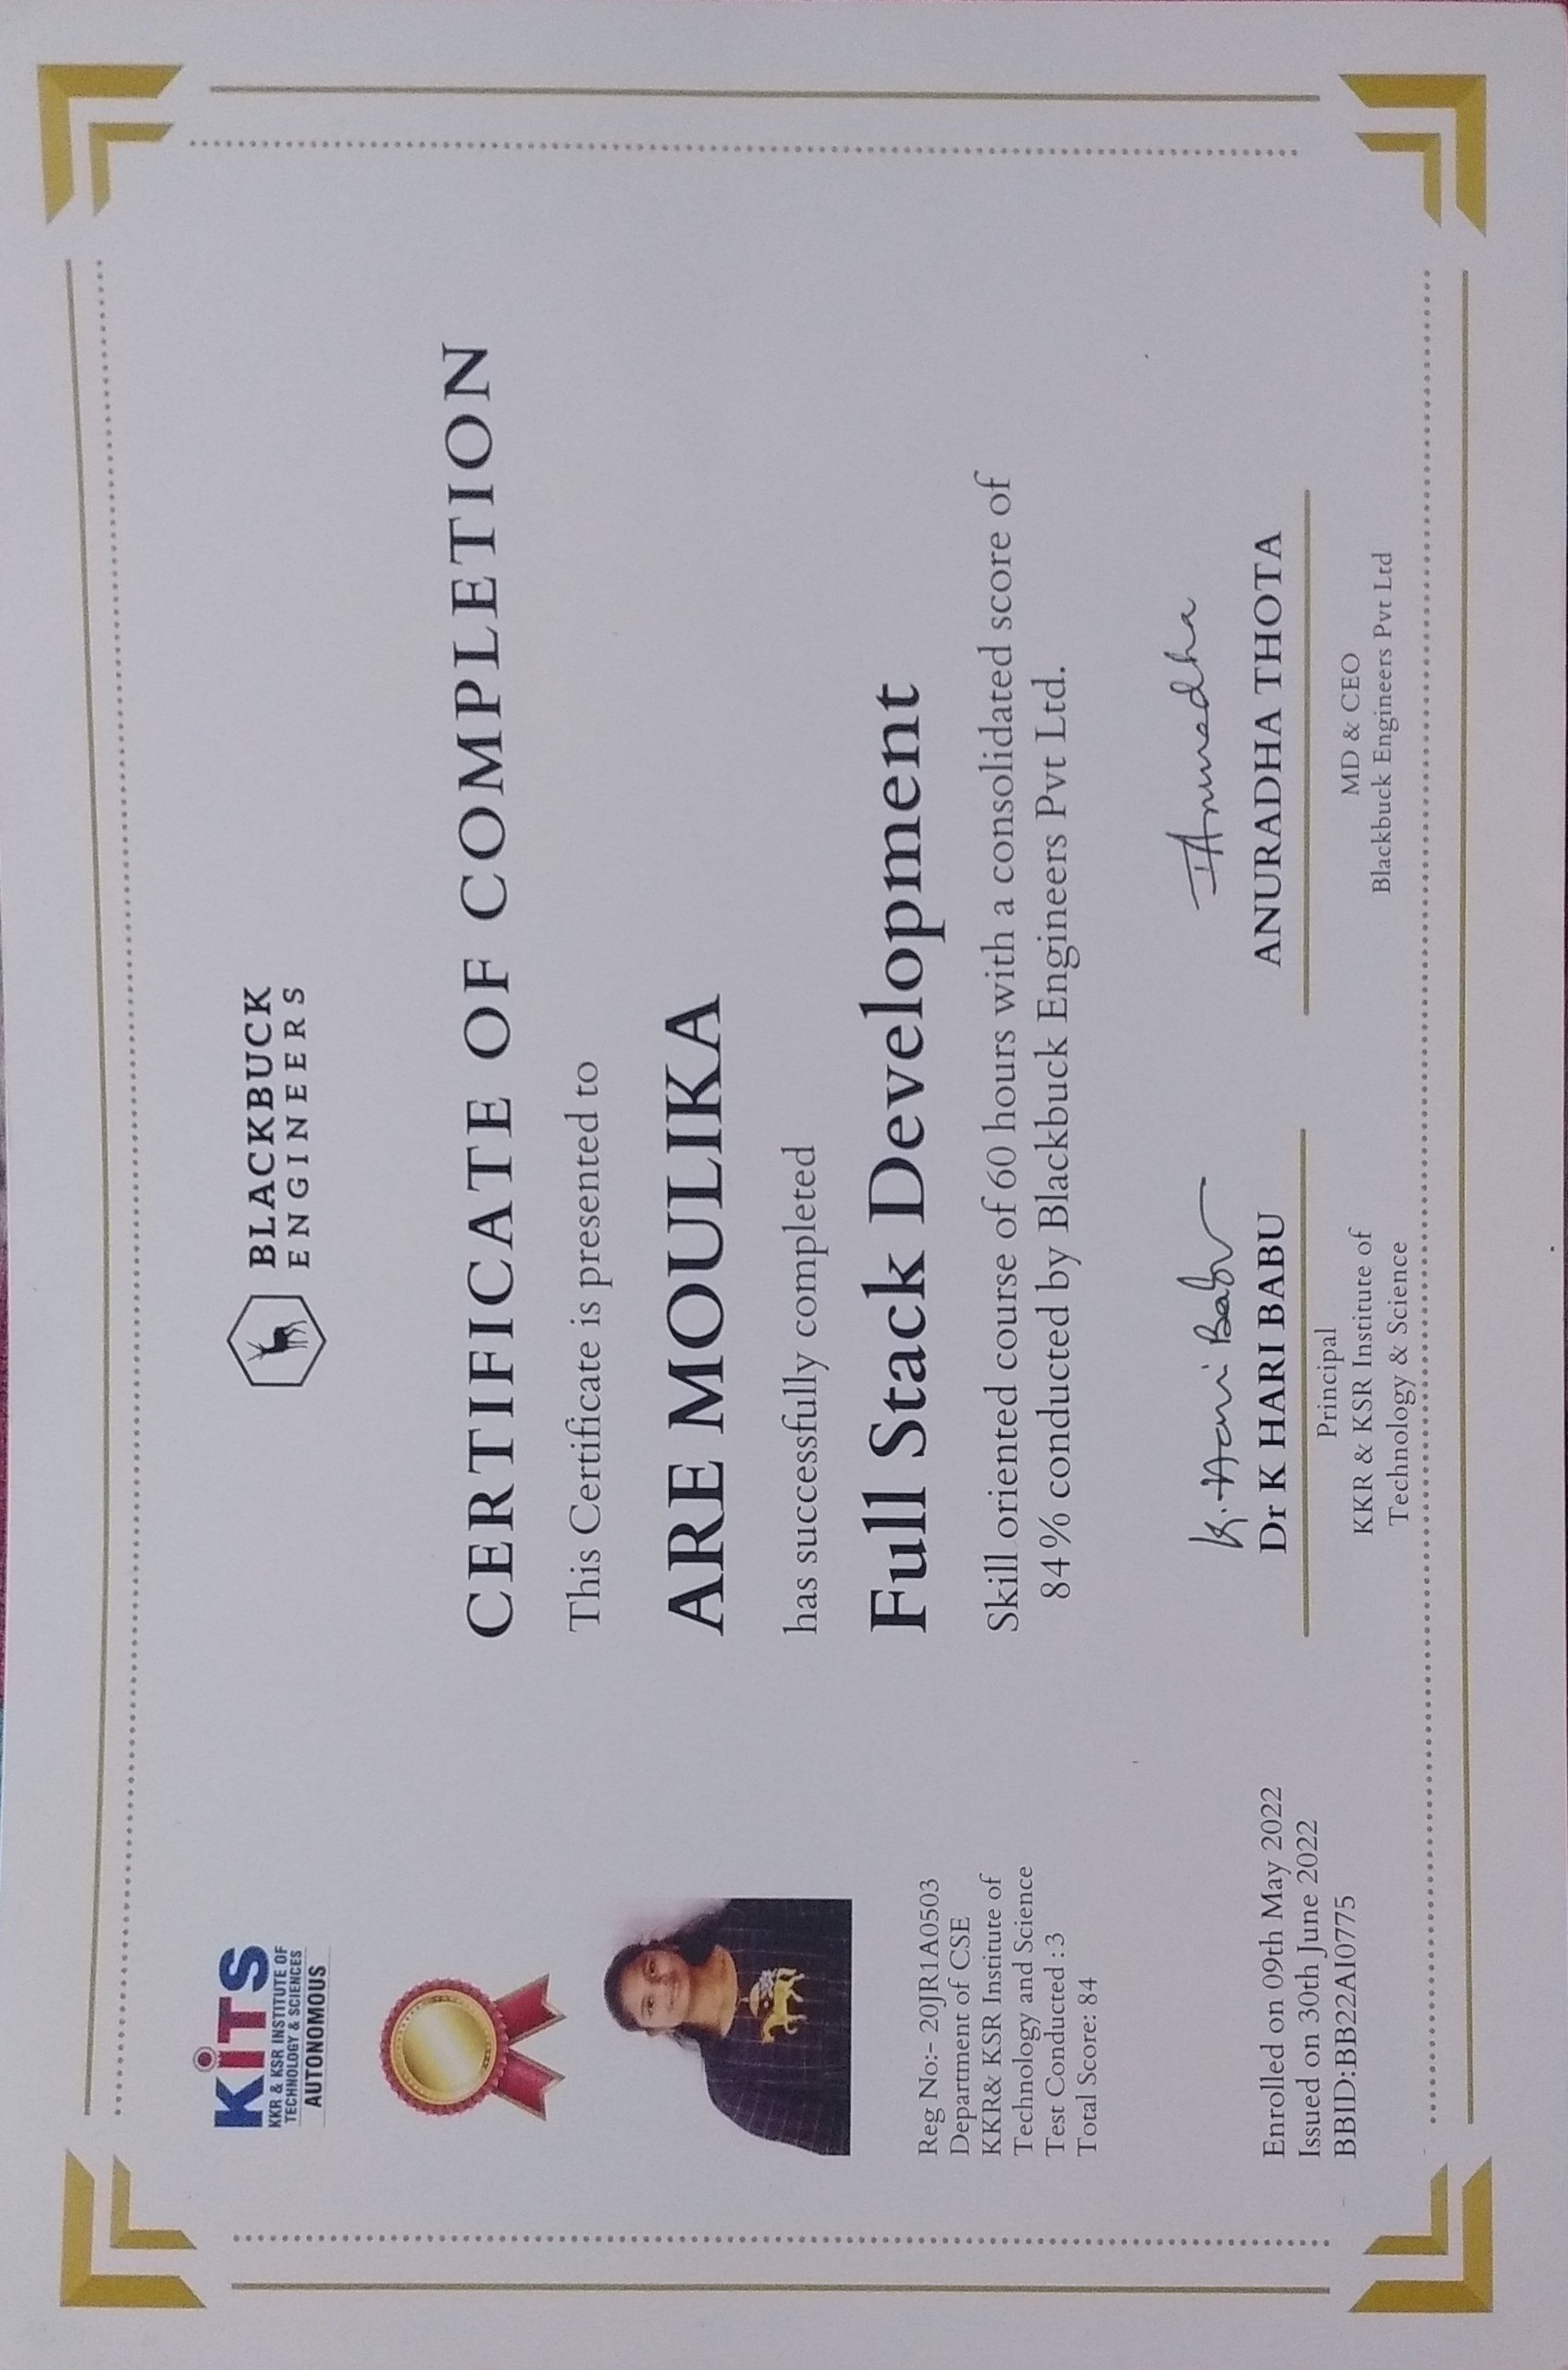 KiTS
KKR & KSR INSTITUTE OF
TECHNOLOGY & SCIENCES
AUTONOMOUS
BLACKBUCK
ENGINEERS
CERTIFICATE OF COMPLETION
This Certificate is presented to
ARE MOULIKA
has successfully completed
Full Stack Development
Skill oriented course of 60 hours with a consolidated score of
84% conducted by Blackbuck Engineers Pvt Ltd.
Reg No:- 20JR1A0503
Department of CSE
KKR& KSR Institute of
Technology and Science
Test Conducted : 3
Total Score: 84
Enrolled on 09th May 2022
Issued on 30th June 2022
BBID:BB22AI0775
K. Hari Babu
Dr K HARI BABU
Principal
KKR & KSR Institute of
Technology & Science
TAnuradha
ANURADHA THOTA
MD & CEO
Blackbuck Engineers Pvt Ltd